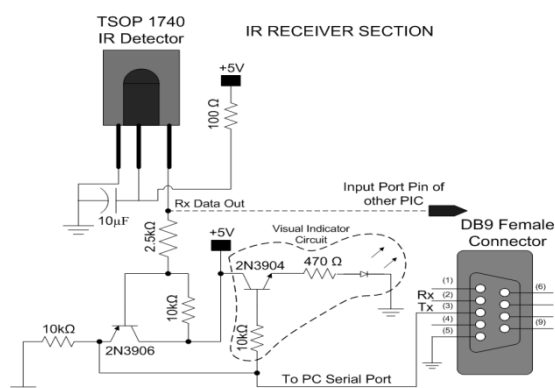 TSOP 1740
IR Detector
IR RECEIVER SECTION
+5V
100 Ω
10μF
Rx Data Out
Input Port Pin of
other PIC
2.5kΩ
+5V
Visual Indicator
Circuit
DB9 Female
Connector
2N3904
470 Ω
(1)
(6)
Rx
(2)
Tx
(3)
(4)
(9)
(5)
10kΩ
10kΩ
10kΩ
2N3906
To PC Serial Port